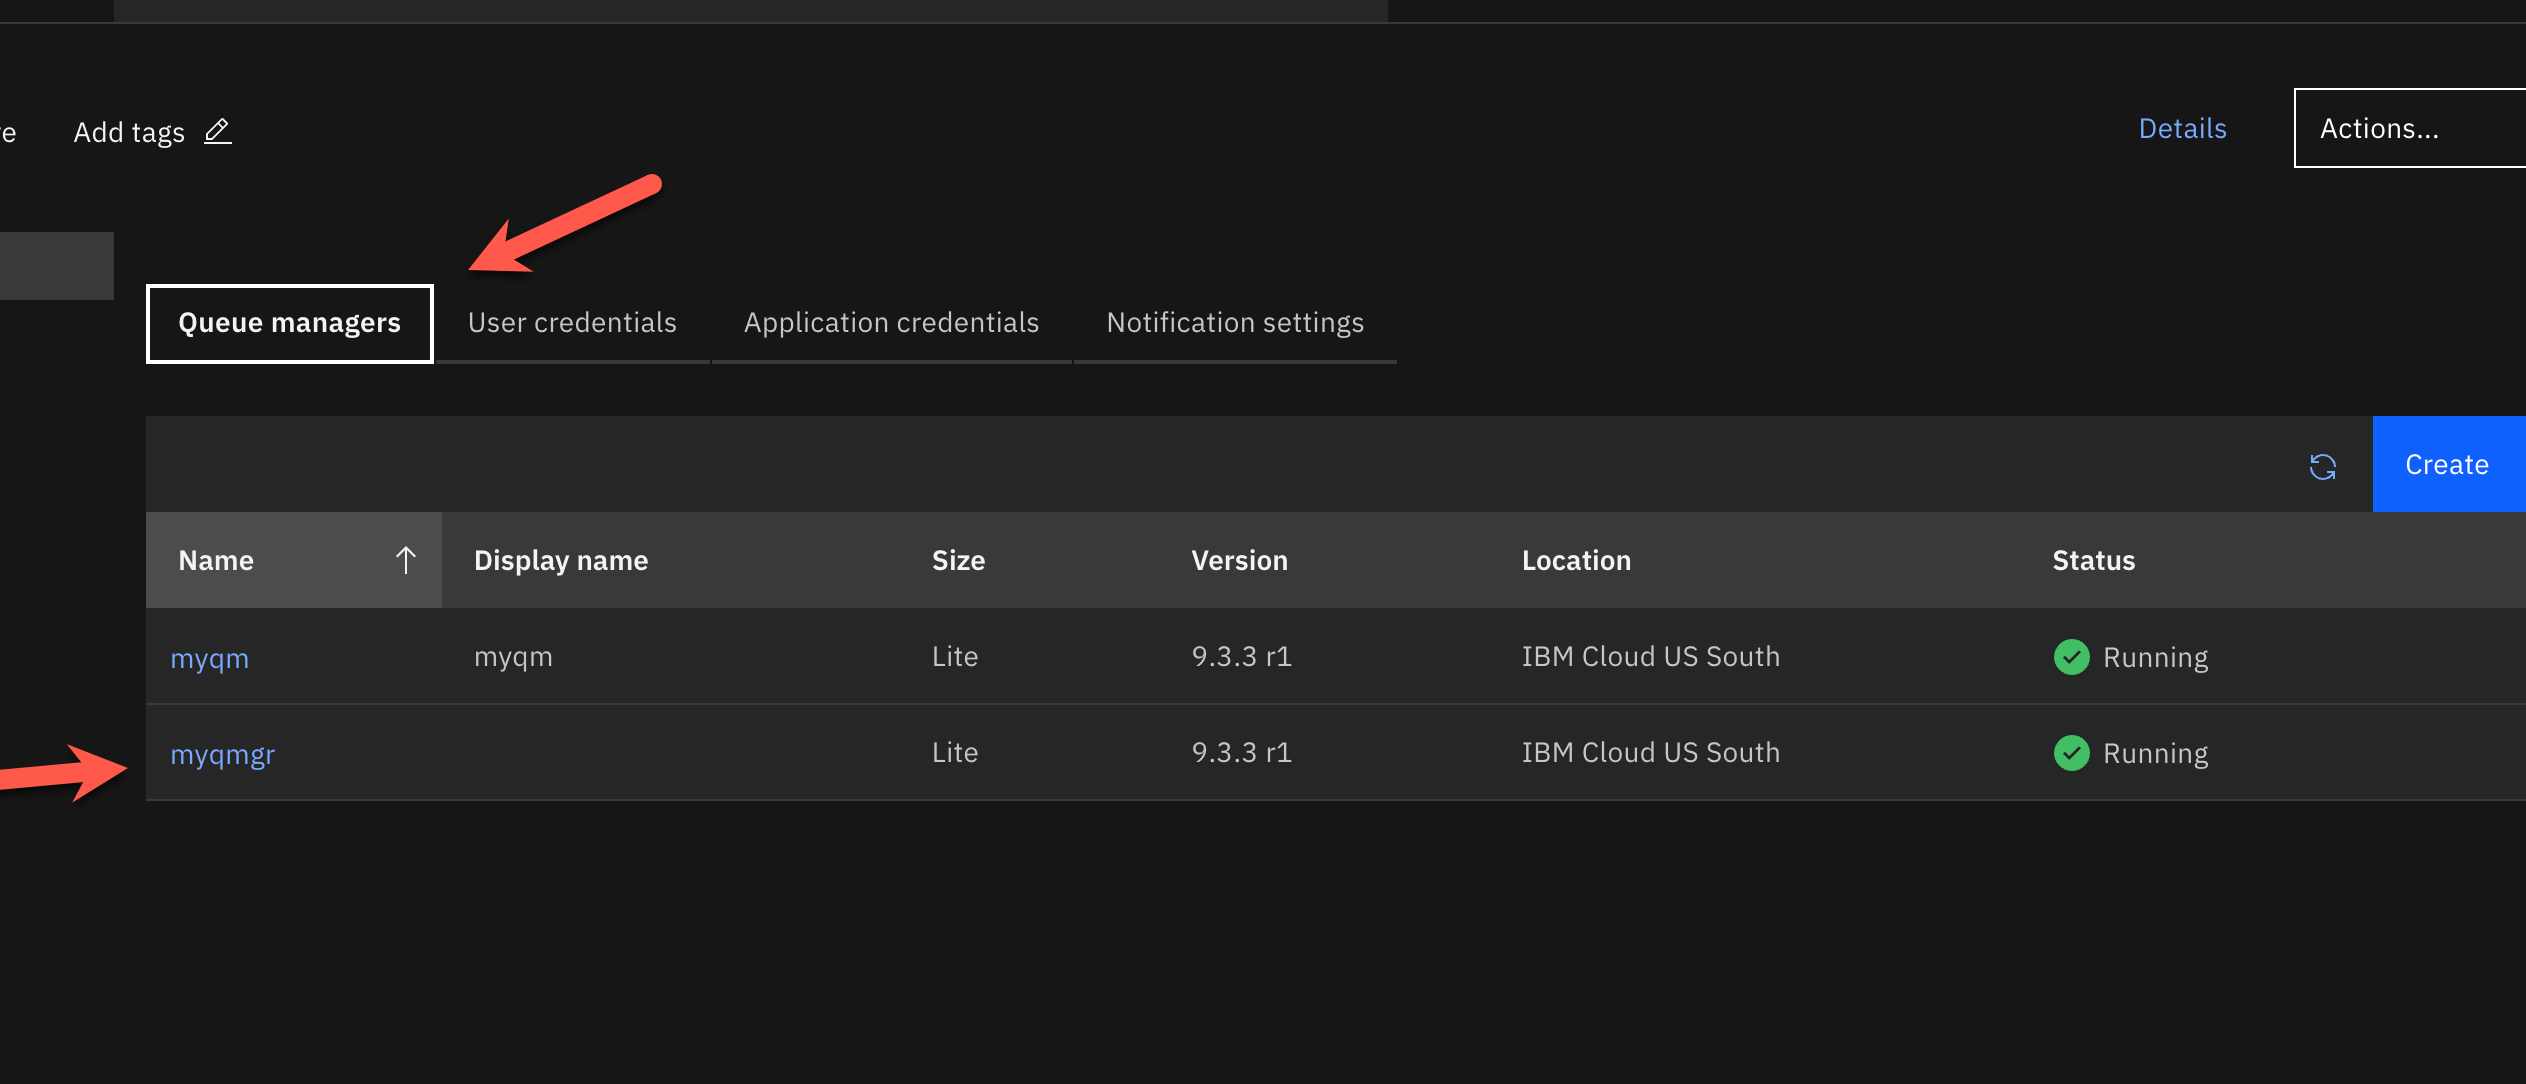 Add tags
Details
Actions...
Queue managers
User credentials
Application credentials
Notification settings
Create
Name
Display name
Size
Version
Location
Status
myqm
myqm
Lite
9.3.3 r1
IBM Cloud US South
Running
myqmgr
Lite
9.3.3 r1
IBM Cloud US South
Running